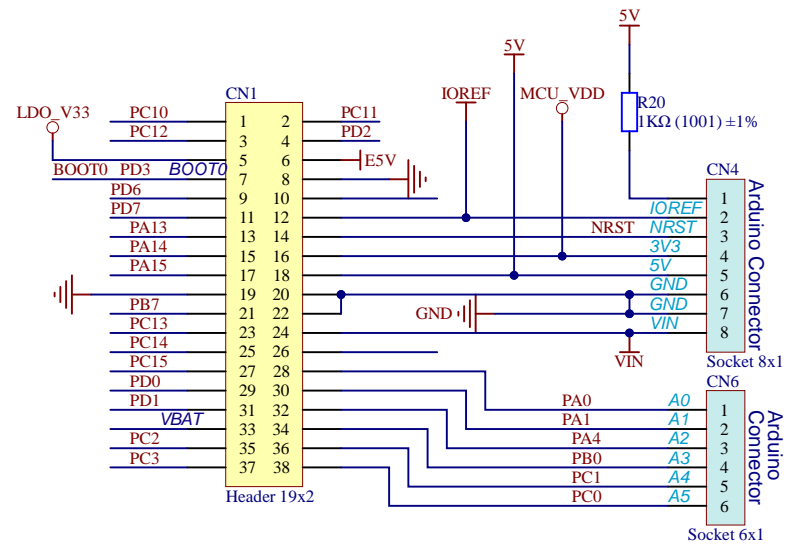 5V
5V
CN1
IOREF
MCU_VDD
R20
1KΩ (1001) ±1%
LDO_V33
PC10 1 2 PC11
PC12 3 4 PD2
5 6 E5V
BOOT0 PD3 BOOT0 7 8
PD6 9 10
PD7 11 12
PA13 13 14
PA14 15 16
PA15 17 18
19 20
PB7 21 22
PC13 23 24
PC14 25 26
PC15 27 28
PD0 29 30
PD1 31 32
VBAT 33 34
PC2 35 36
PC3 37 38
Header 19x2
CN4
1
IOREF 2
NRST NRST 3
3V3 4
5V 5
GND 6
GND GND 7
VIN 8
VIN
Arduino Connector
Socket 8x1
CN6
PA0 A0 1
PA1 A1 2
PA4 A2 3
PB0 A3 4
PC1 A4 5
PC0 A5 6
Arduino
Connector
Socket 6x1